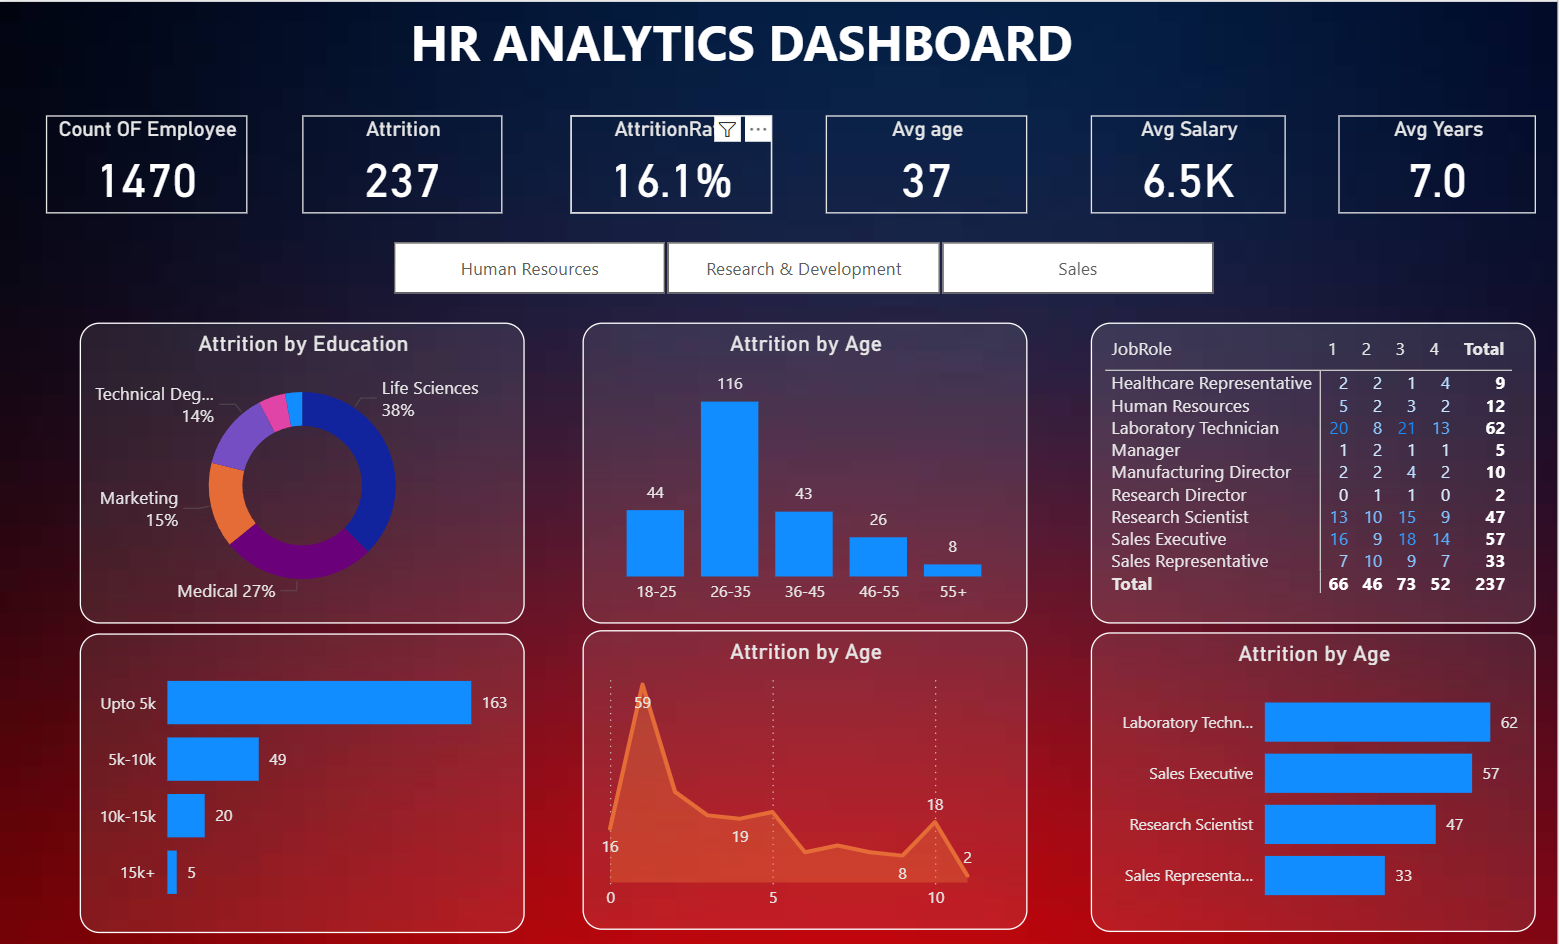 HR ANALYTICS DASHBOARD
Count OF Employee
1470
Attrition
237
AttritionRa
16.1%
Avg age
37
Avg Salary
6.5K
Avg Years
7.0
Human Resources
Research & Development
Sales
Attrition by Education
Life Sciences
38%
Technical Deg...
14%
Marketing
15%
Medical 27%
Attrition by Age
116
44
43
26
8
18-25 26-35 36-45 46-55 55+
JobRole 1 2 3 4 Total
Healthcare Representative 2 2 1 4 9
Human Resources 5 2 3 2 12
Laboratory Technician 20 8 21 13 62
Manager 1 2 1 1 5
Manufacturing Director 2 2 4 2 10
Research Director 0 1 1 0 2
Research Scientist 13 10 15 9 47
Sales Executive 16 9 18 14 57
Sales Representative 7 10 9 7 33
Total 66 46 73 52 237
Upto 5k 163
5k-10k 49
10k-15k 20
15k+ 5
Attrition by Age
59
16
19
8
18
2
0 5 10
Attrition by Age
Laboratory Techn... 62
Sales Executive 57
Research Scientist 47
Sales Representa... 33